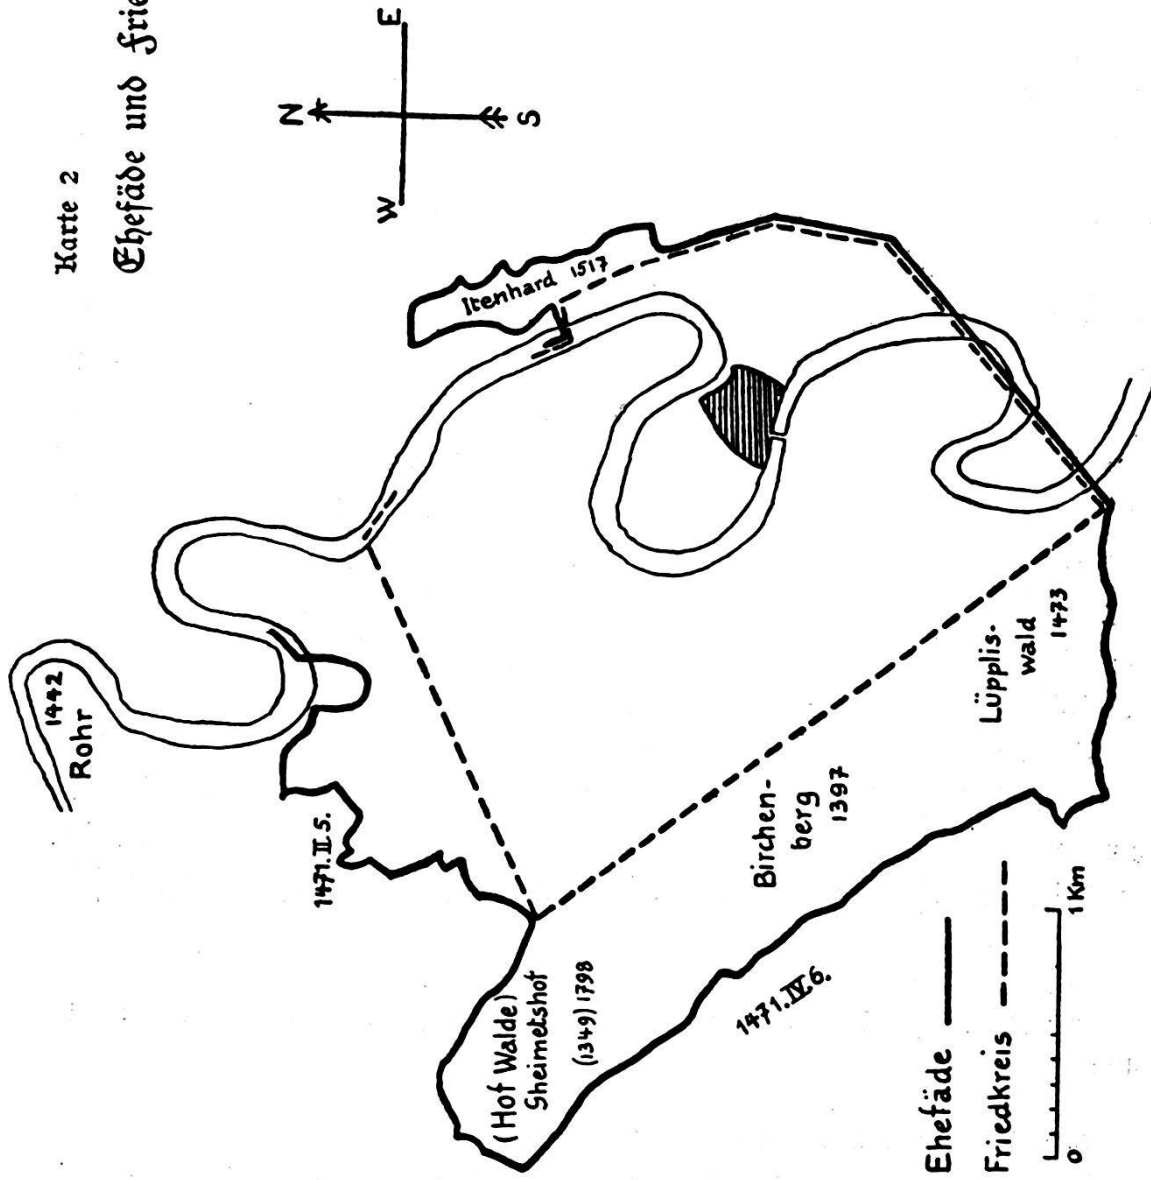 Karte 2
Ehefäde und Frie
N
W
E
S
1442
Rohr
Itenhard 1517
1471.II.5.
(Hof Walde)
Gheimetshof
(1349) 1798
Birchen-
berg
1397
Lüpplis-
wald
1473
1471.IV.6.
Ehefäde
Friedkreis
0
1 Km